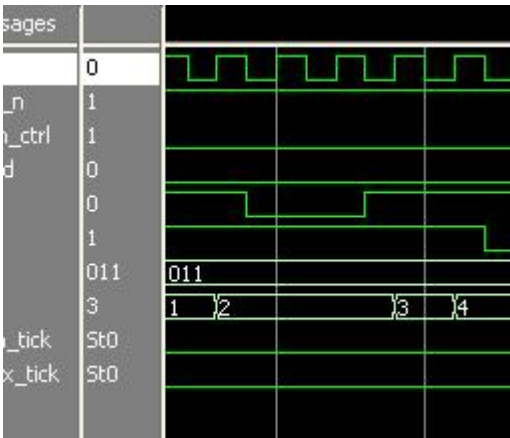 sages
0
_n 1
n_ctrl 1
d 0
0
1
011 011
3 1 2 3 4
_tick St0
x_tick St0